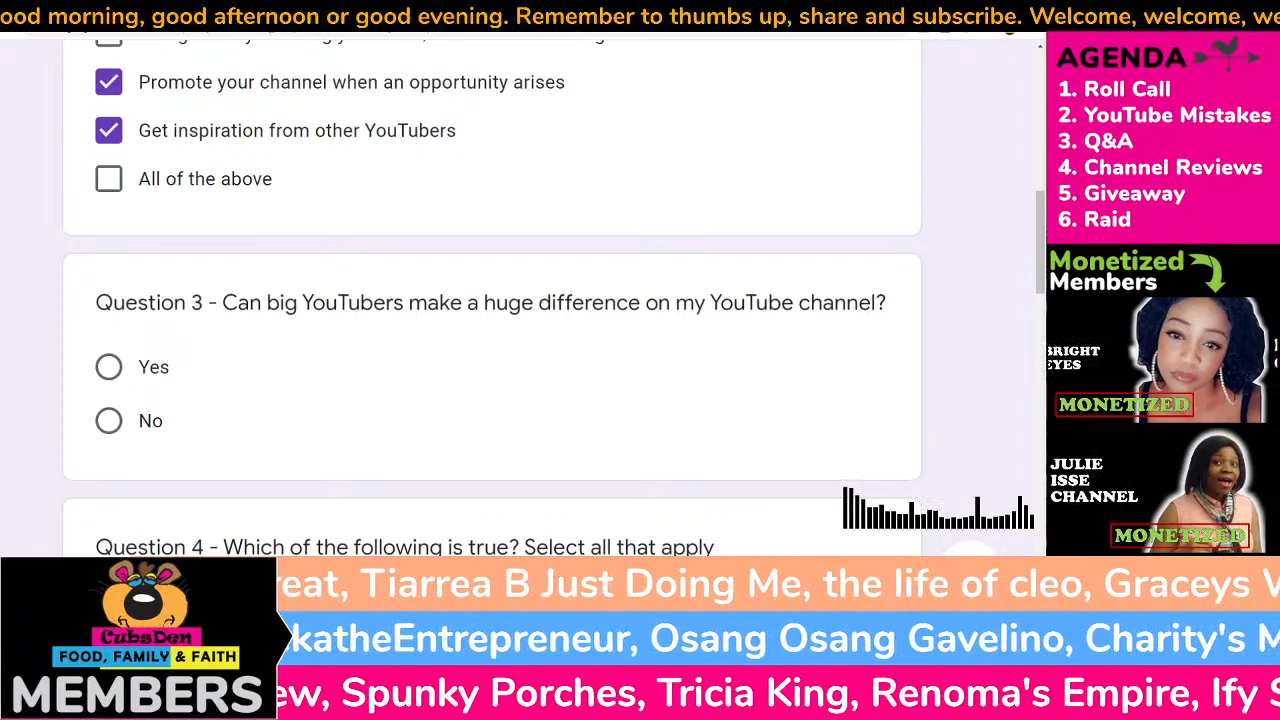 ood morning, good afternoon or good evening. Remember to thumbs up, share and subscribe. Welcome, welcome, we
Promote your channel when an opportunity arises
Get inspiration from other YouTubers
All of the above
Question 3 - Can big YouTubers make a huge difference on my YouTube channel?
Yes
No
Question 4 - Which of the following is true? Select all that apply
AGENDA
1. Roll Call
2. YouTube Mistakes
3. Q&A
4. Channel Reviews
5. Giveaway
6. Raid
Monetized
Members
BRIGHT
EYES
MONETIZED
JULIE
ISSE
CHANNEL
MONETIZED
CubsDen
FOOD, FAMILY & FAITH
MEMBERS
reat, Tiarrea B Just Doing Me, the life of cleo, Graceys V
katheEntrepreneur, Osang Osang Gavelino, Charity's M
ew, Spunky Porches, Tricia King, Renoma's Empire, Ify S